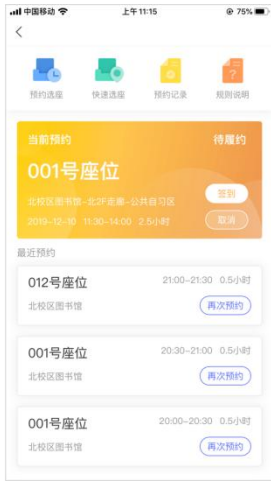 中国移动 上午11:15 75%
预约选座 快速选座 预约记录 规则说明
当前预约 待履约
001号座位
签到
北校区图书馆-北2F走廊-公共自习区
2019-12-10 11:30-14:00 2.5小时 取消
最近预约
012号座位 21:00-21:30 0.5小时
北校区图书馆 再次预约
001号座位 20:30-21:00 0.5小时
北校区图书馆 再次预约
001号座位 20:00-20:30 0.5小时
北校区图书馆 再次预约